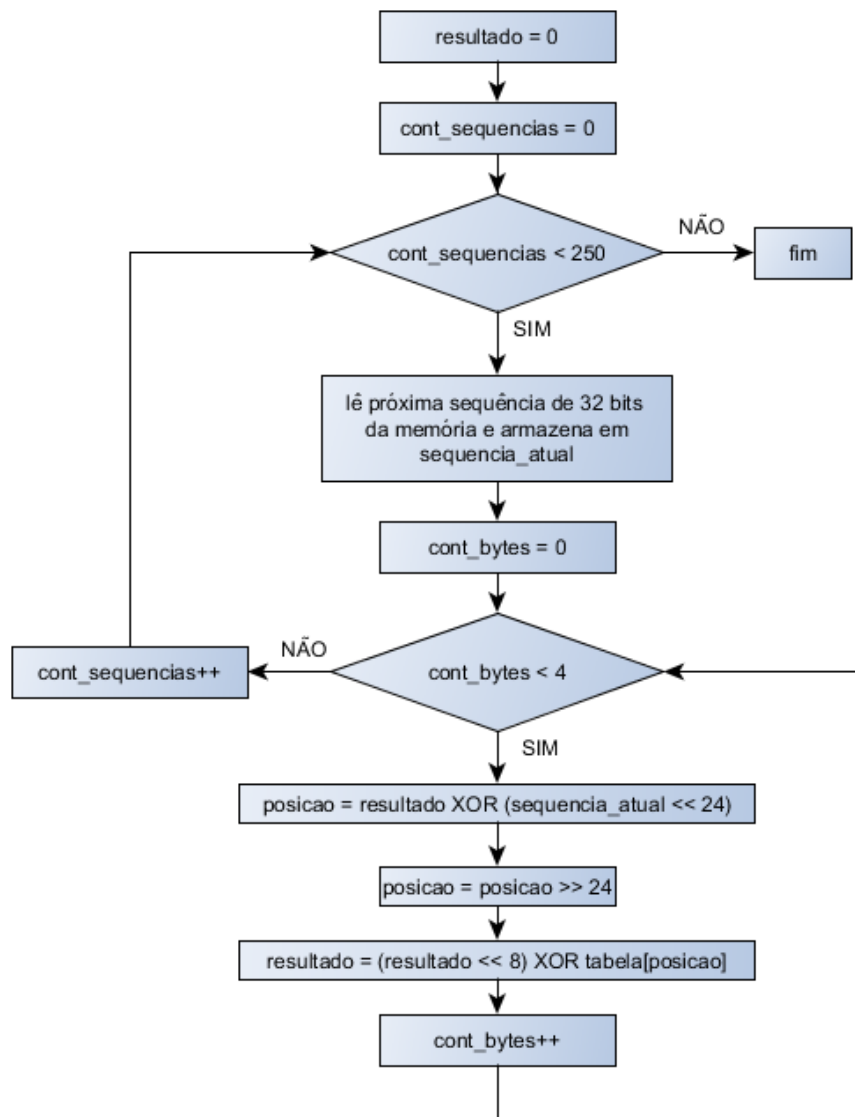 resultado = 0
cont_sequencias = 0
cont_sequencias < 250
NÃO
fim
SIM
lê próxima sequência de 32 bits
da memória e armazena em
sequencia_atual
cont_bytes = 0
cont_bytes < 4
NÃO
cont_sequencias++
SIM
posicao = resultado XOR (sequencia_atual << 24)
posicao = posicao >> 24
resultado = (resultado << 8) XOR tabela[posicao]
cont_bytes++